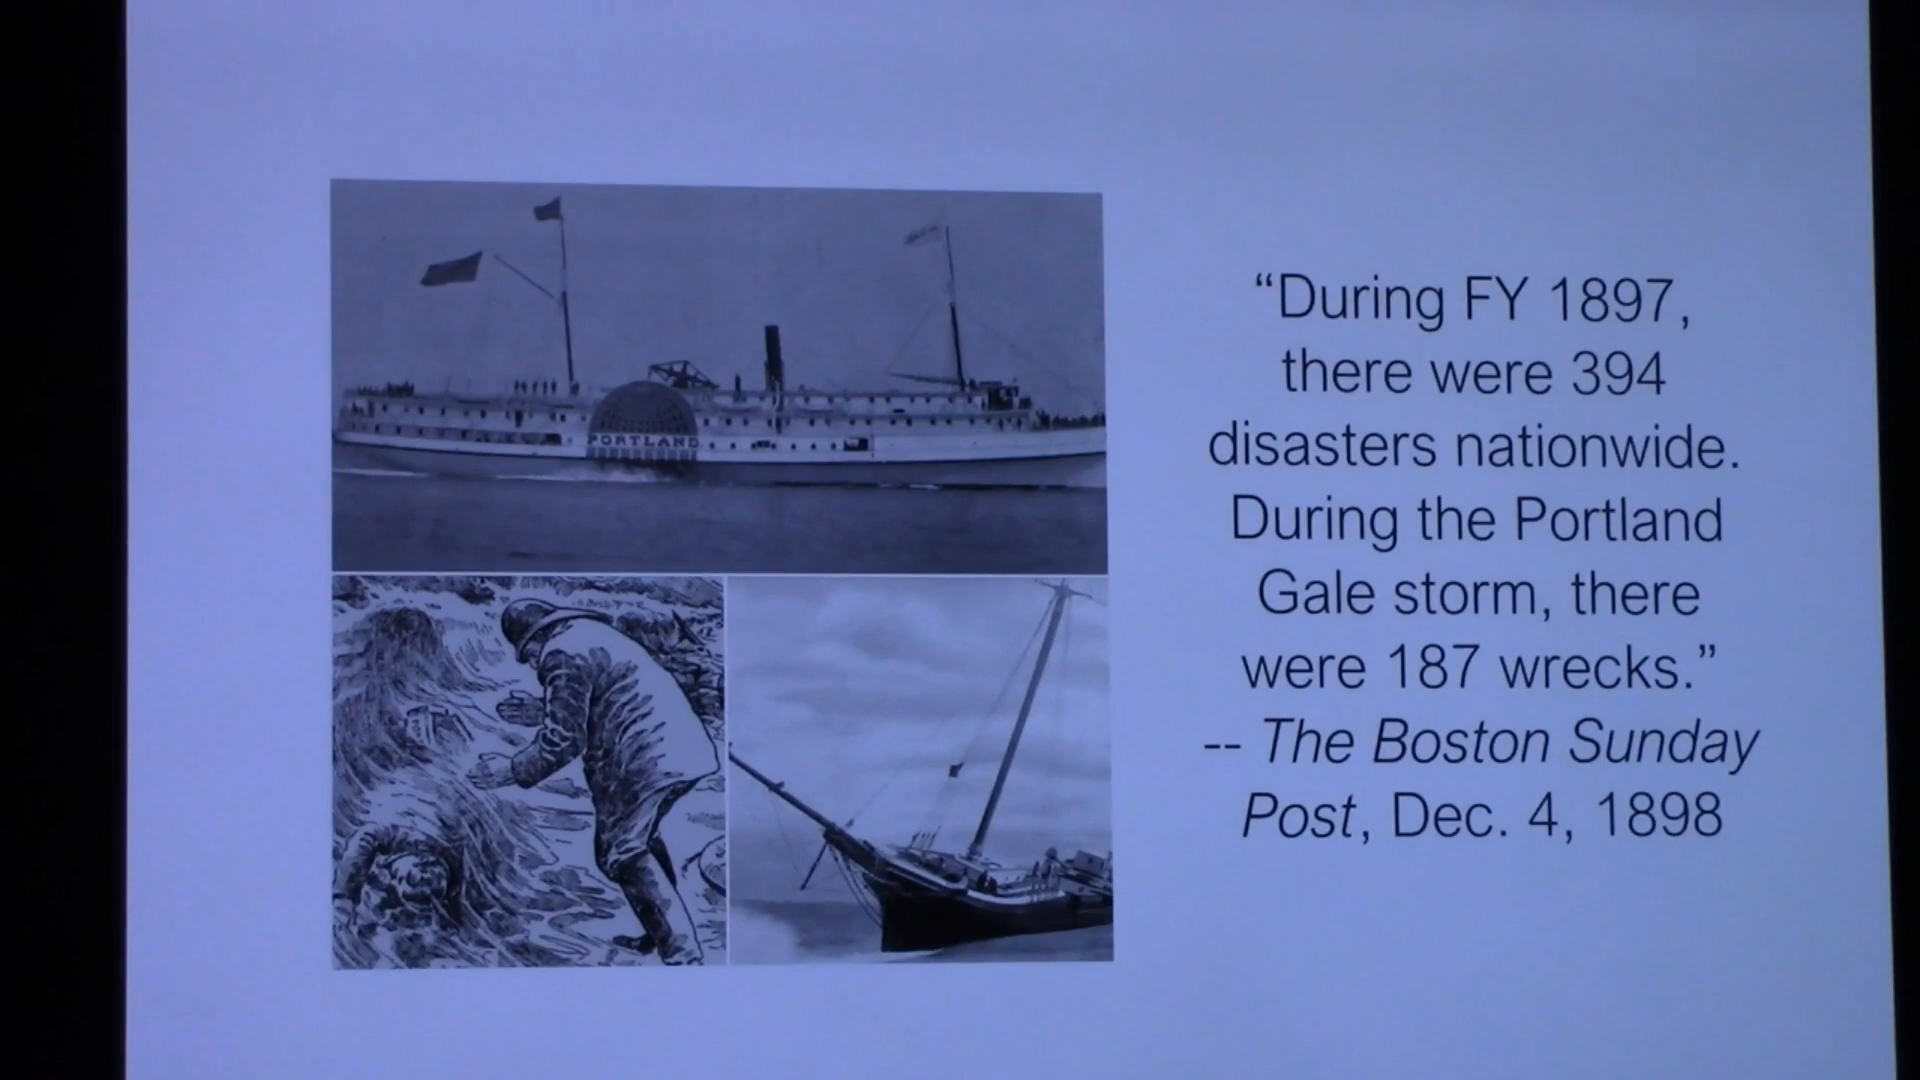 PORTLAND
“During FY 1897,
there were 394
disasters nationwide.
During the Portland
Gale storm, there
were 187 wrecks.”
-- The Boston Sunday
Post, Dec. 4, 1898